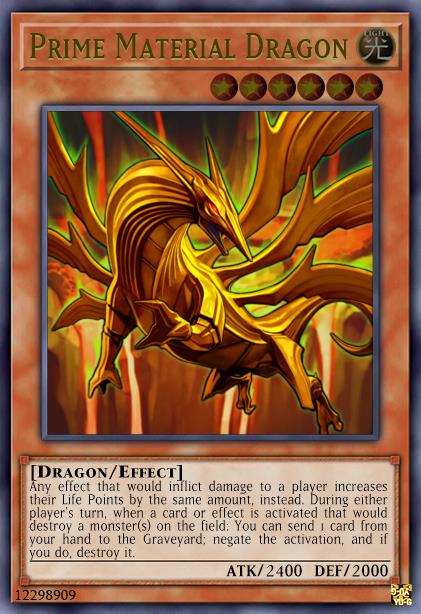 PRIME MATERIAL DRAGON
LIGHT
光
[DRAGON/EFFECT]
Any effect that would inflict damage to a player increases
their Life Points by the same amount, instead. During either
player's turn, when a card or effect is activated that would
destroy a monster(s) on the field: You can send 1 card from
your hand to the Graveyard; negate the activation, and if
you do, destroy it.
ATK/2400 DEF/2000
12298909